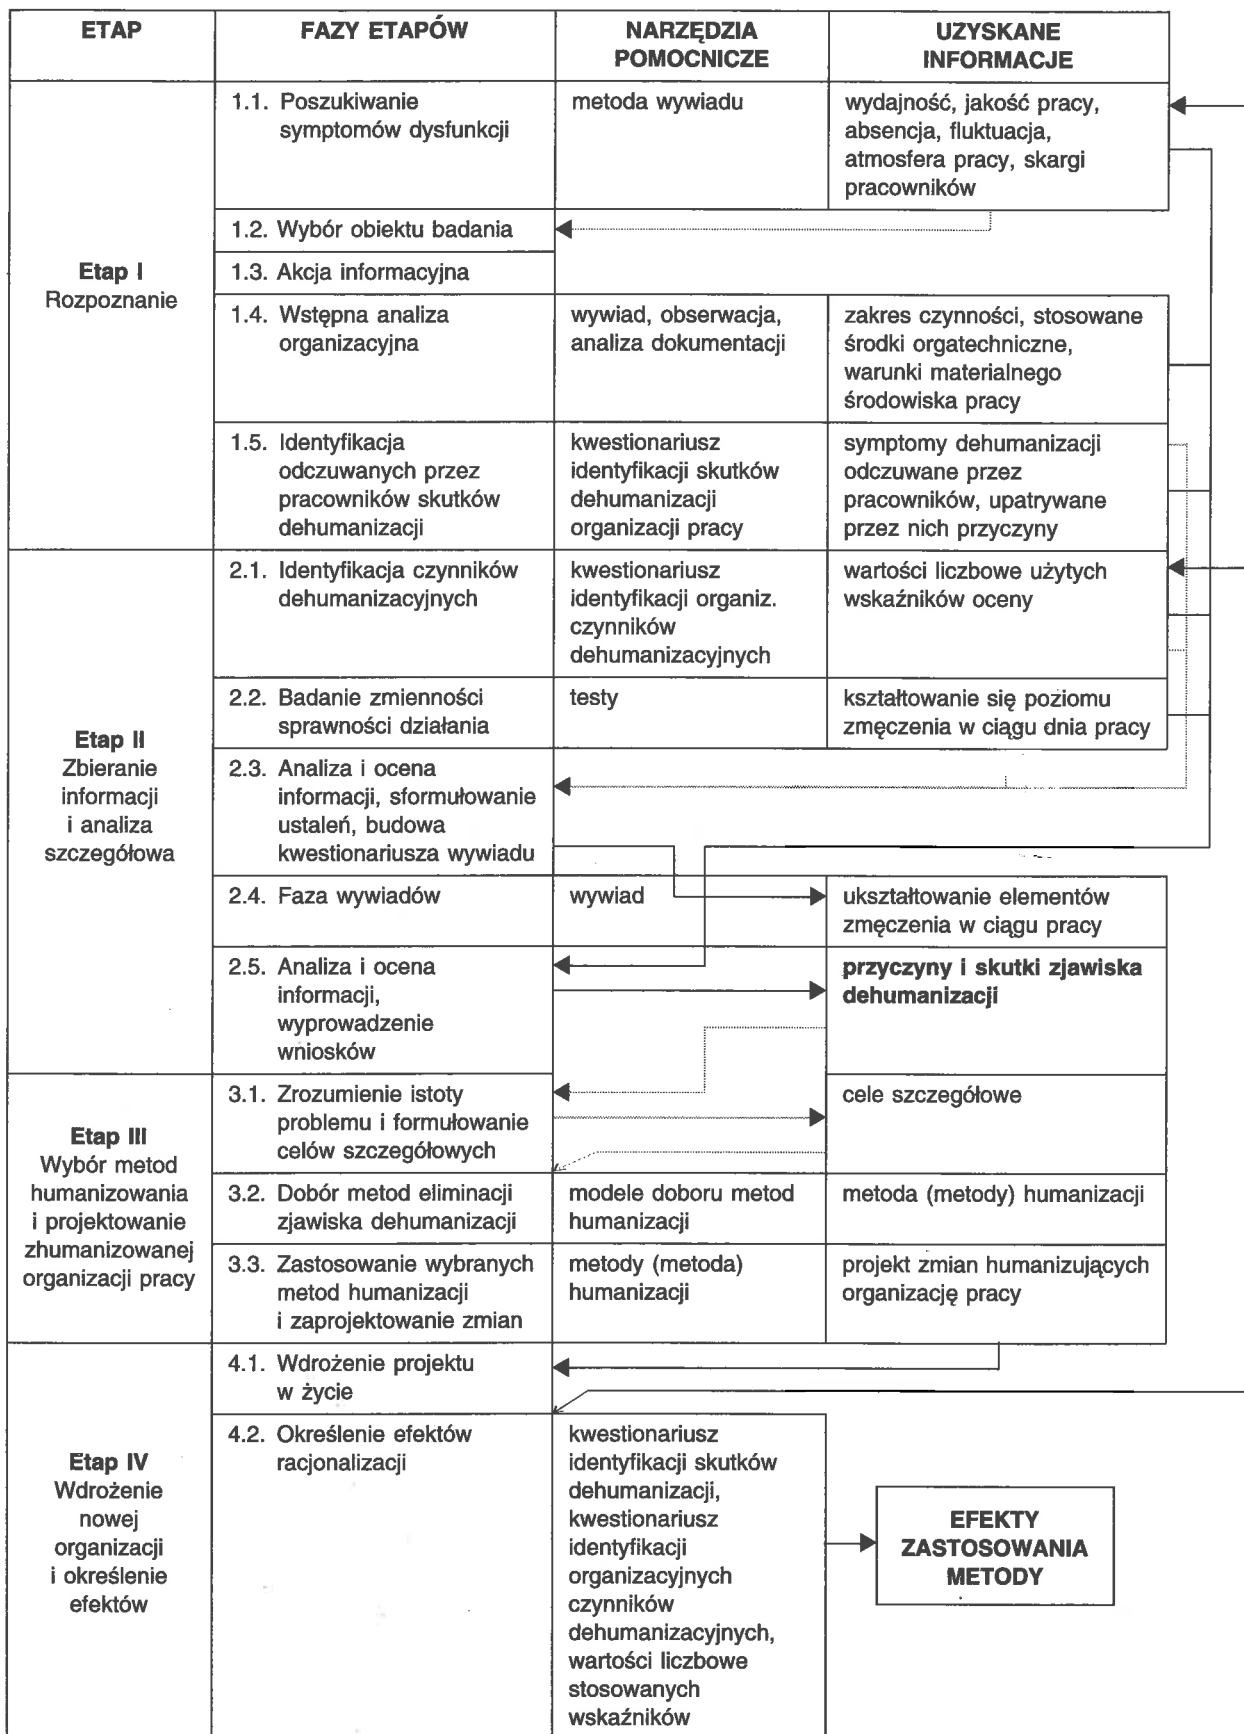 ETAP
FAZY ETAPÓW
NARZĘDZIA
POMOCNICZE
UZYSKANE
INFORMACJE
Etap I
Rozpoznanie
1.1. Poszukiwanie
symptomów dysfunkcji
metoda wywiadu
wydajność, jakość pracy,
absencja, fluktuacja,
atmosfera pracy, skargi
pracowników
1.2. Wybór obiektu badania
1.3. Akcja informacyjna
1.4. Wstępna analiza
organizacyjna
wywiad, obserwacja,
analiza dokumentacji
zakres czynności, stosowane
środki orgatechniczne,
warunki materialnego
środowiska pracy
1.5. Identyfikacja
odczuwanych przez
pracowników skutków
dehumanizacji
kwestionariusz
identyfikacji skutków
dehumanizacji
organizacji pracy
symptomy dehumanizacji
odczuwane przez
pracowników, upatrywane
przez nich przyczyny
Etap II
Zbieranie
informacji
i analiza
szczegółowa
2.1. Identyfikacja czynników
dehumanizacyjnych
kwestionariusz
identyfikacji organiz.
czynników
dehumanizacyjnych
wartości liczbowe użytych
wskaźników oceny
2.2. Badanie zmienności
sprawności działania
testy
kształtowanie się poziomu
zmęczenia w ciągu dnia pracy
2.3. Analiza i ocena
informacji, sformułowanie
ustaleń, budowa
kwestionariusza wywiadu
2.4. Faza wywiadów
wywiad
ukształtowanie elementów
zmęczenia w ciągu pracy
2.5. Analiza i ocena
informacji,
wyprowadzenie
wniosków
przyczyny i skutki zjawiska
dehumanizacji
Etap III
Wybór metod
humanizowania
i projektowanie
zhumanizowanej
organizacji pracy
3.1. Zrozumienie istoty
problemu i formułowanie
celów szczegółowych
cele szczegółowe
3.2. Dobór metod eliminacji
zjawiska dehumanizacji
modele doboru metod
humanizacji
metoda (metody) humanizacji
3.3. Zastosowanie wybranych
metod humanizacji
i zaprojektowanie zmian
metody (metoda)
humanizacji
projekt zmian humanizujących
organizację pracy
Etap IV
Wdrożenie
nowej
organizacji
i określenie
efektów
4.1. Wdrożenie projektu
w życie
4.2. Określenie efektów
racjonalizacji
kwestionariusz
identyfikacji skutków
dehumanizacji,
kwestionariusz
identyfikacji
organizacyjnych
czynników
dehumanizacyjnych,
wartości liczbowe
stosowanych
wskaźników
EFEKTY
ZASTOSOWANIA
METODY